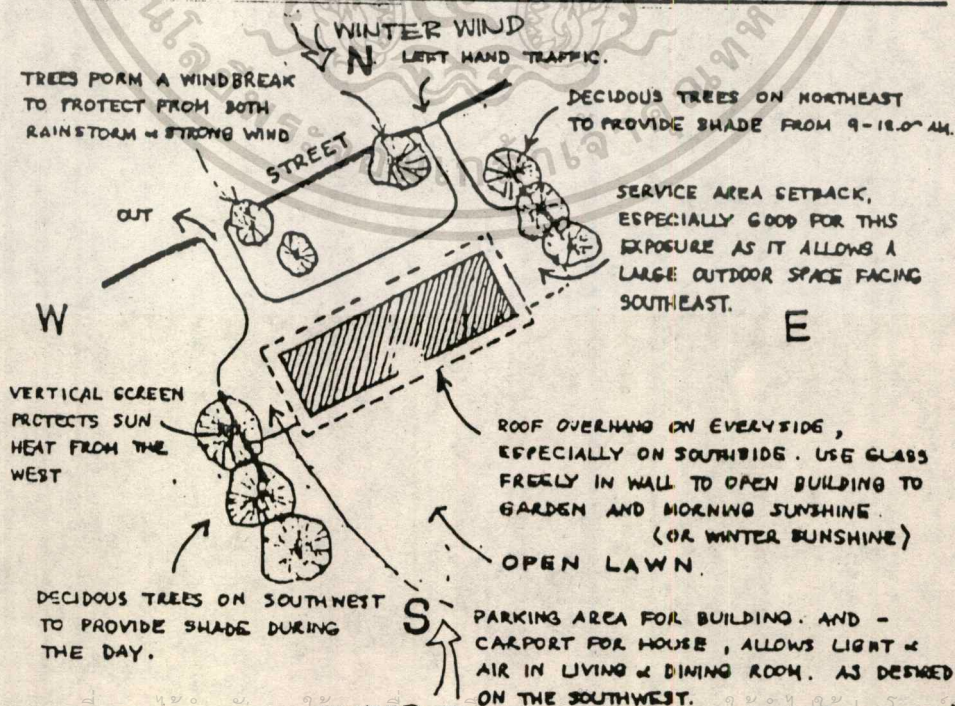 WINTER WIND
N
LEFT HAND TRAFFIC.
TREES FORM A WINDBREAK
TO PROTECT FROM BOTH
RAINSTORM & STRONG WIND
DECIDOUS TREES ON NORTHEAST
TO PROVIDE SHADE FROM 9-12.00 AM.
STREET
OUT
SERVICE AREA SETBACK,
ESPECIALLY GOOD FOR THIS
EXPOSURE AS IT ALLOWS A
LARGE OUTDOOR SPACE FACING
SOUTHEAST.
W
E
VERTICAL SCREEN
PROTECTS SUN
HEAT FROM THE
WEST
ROOF OVERHANG ON EVERYSIDE,
ESPECIALLY ON SOUTHSIDE. USE GLASS
FREELY IN WALL TO OPEN BUILDING TO
GARDEN AND MORNING SUNSHINE.
(OR WINTER SUNSHINE)
OPEN LAWN.
DECIDOUS TREES ON SOUTHWEST
TO PROVIDE SHADE DURING
THE DAY.
S
PARKING AREA FOR BUILDING. AND -
CARPORT FOR HOUSE, ALLOWS LIGHT &
AIR IN LIVING & DINING ROOM. AS DESIRED
ON THE SOUTHWEST.